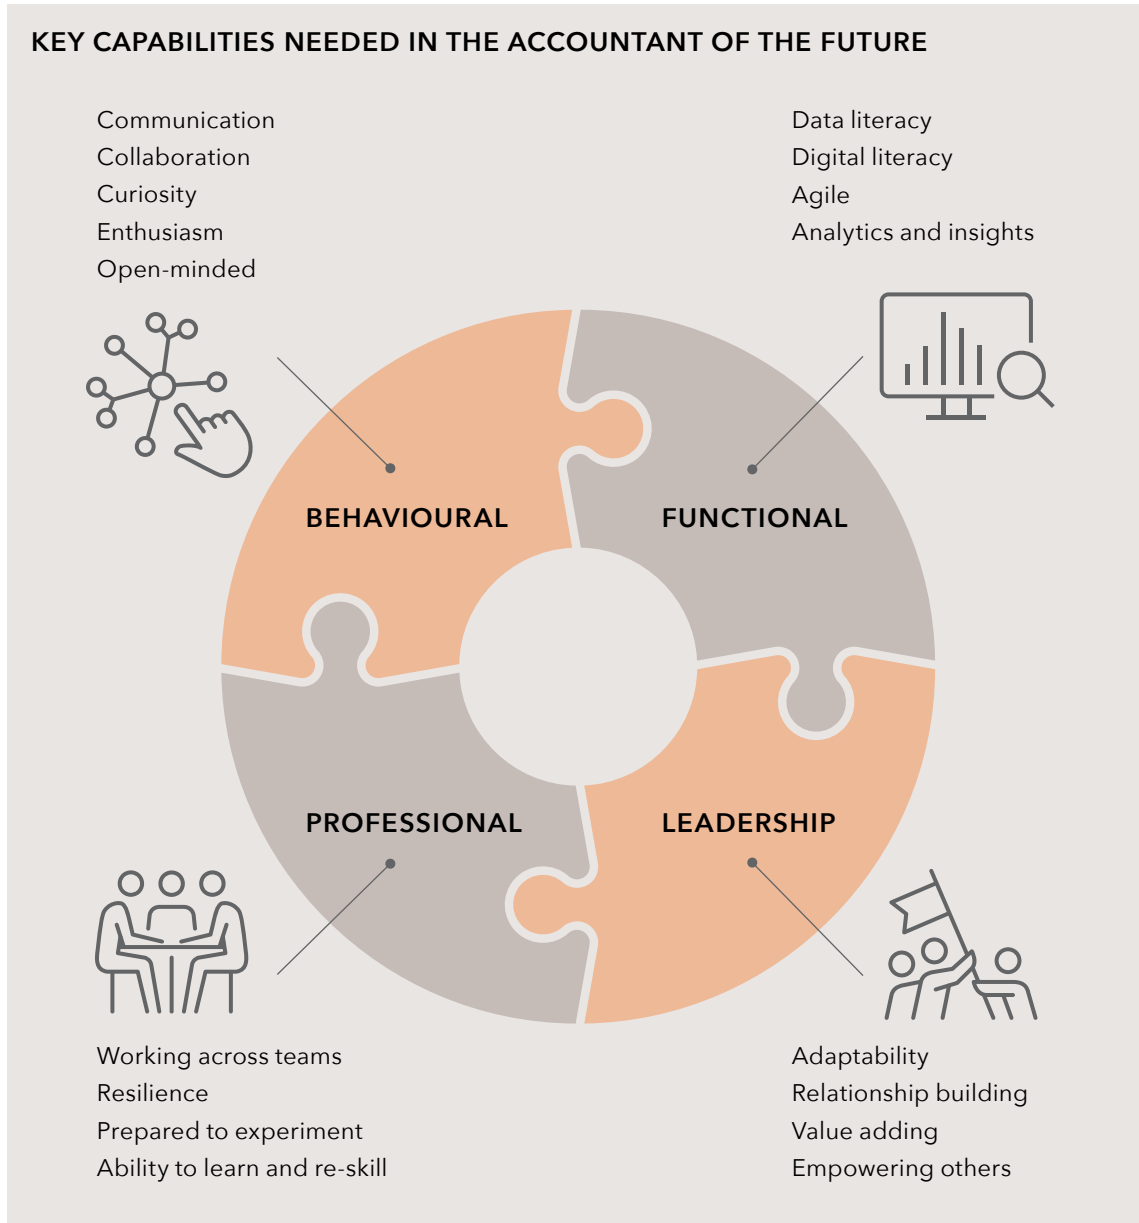 KEY CAPABILITIES NEEDED IN THE ACCOUNTANT OF THE FUTURE
Communication
Collaboration
Curiosity
Enthusiasm
Open-minded
Data literacy
Digital literacy
Agile
Analytics and insights
BEHAVIOURAL
FUNCTIONAL
PROFESSIONAL
LEADERSHIP
Working across teams
Resilience
Prepared to experiment
Ability to learn and re-skill
Adaptability
Relationship building
Value adding
Empowering others